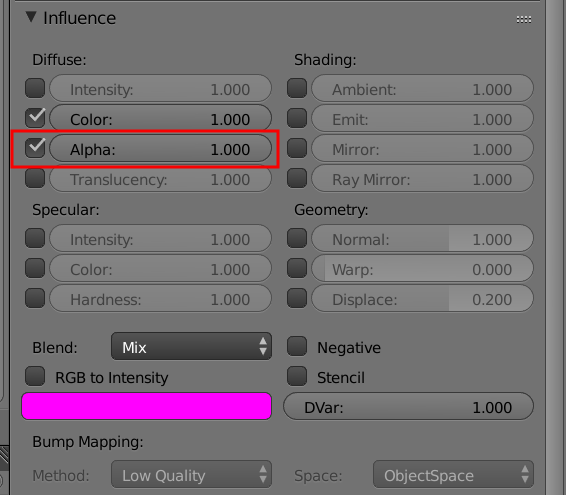 Influence
Diffuse: Shading:
Intensity: 1.000 Ambient: 1.000
Color: 1.000 Emit: 1.000
Alpha: 1.000 Mirror: 1.000
Translucency: 1.000 Ray Mirror: 1.000
Specular: Geometry:
Intensity: 1.000 Normal: 1.000
Color: 1.000 Warp: 0.000
Hardness: 1.000 Displace: 0.200
Blend: Mix Negative
RGB to Intensity Stencil
DVar: 1.000
Bump Mapping:
Method: Low Quality Space: ObjectSpace